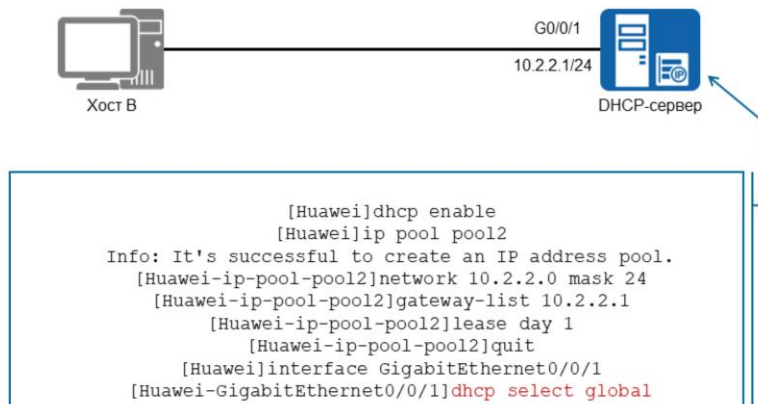 G0/0/1
10.2.2.1/24
IP
Хост B
DHCP-сервер
[Huawei]dhcp enable
[Huawei]ip pool pool2
Info: It's successful to create an IP address pool.
[Huawei-ip-pool-pool2]network 10.2.2.0 mask 24
[Huawei-ip-pool-pool2]gateway-list 10.2.2.1
[Huawei-ip-pool-pool2]lease day 1
[Huawei-ip-pool-pool2]quit
[Huawei]interface GigabitEthernet0/0/1
[Huawei-GigabitEthernet0/0/1]dhcp select global